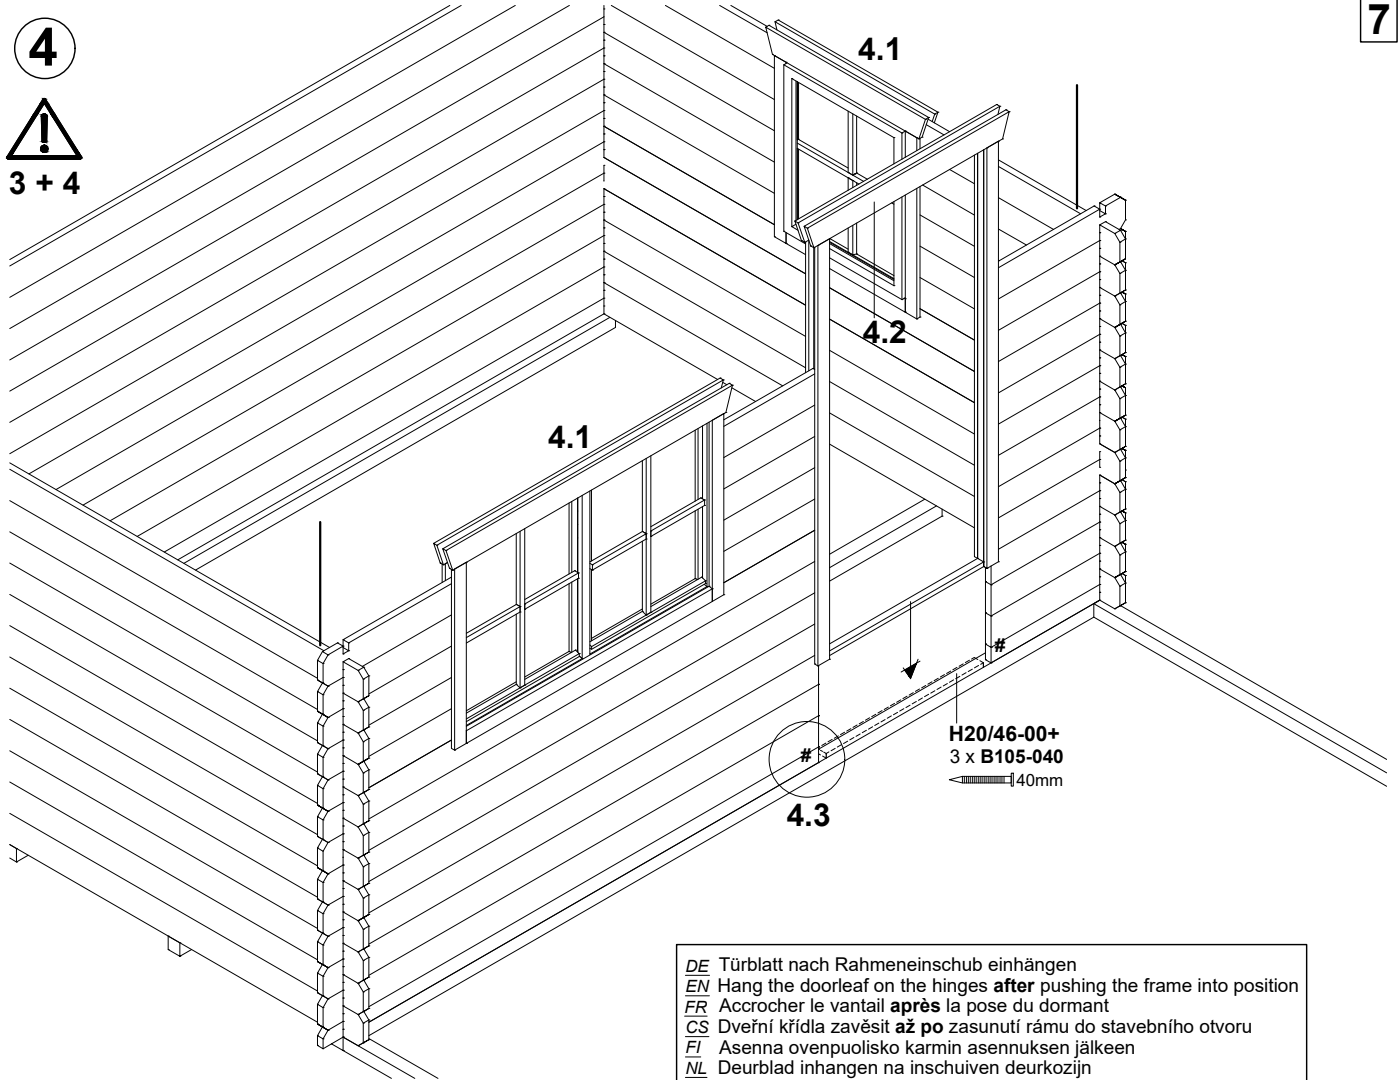 4
7
3 + 4
4.1
4.2
4.1
#
#
H20/46-00+
3 x B105-040
40mm
4.3
DE Türblatt nach Rahmeneinschub einhängen
EN Hang the doorleaf on the hinges after pushing the frame into position
FR Accrocher le vantail après la pose du dormant
CS Dveřní křídla zavěsit až po zasunutí rámu do stavebního otvoru
FI Asenna ovenpuolisko karmin asennuksen jälkeen
NL Deurblad inhangen na inschuiven deurkozijn